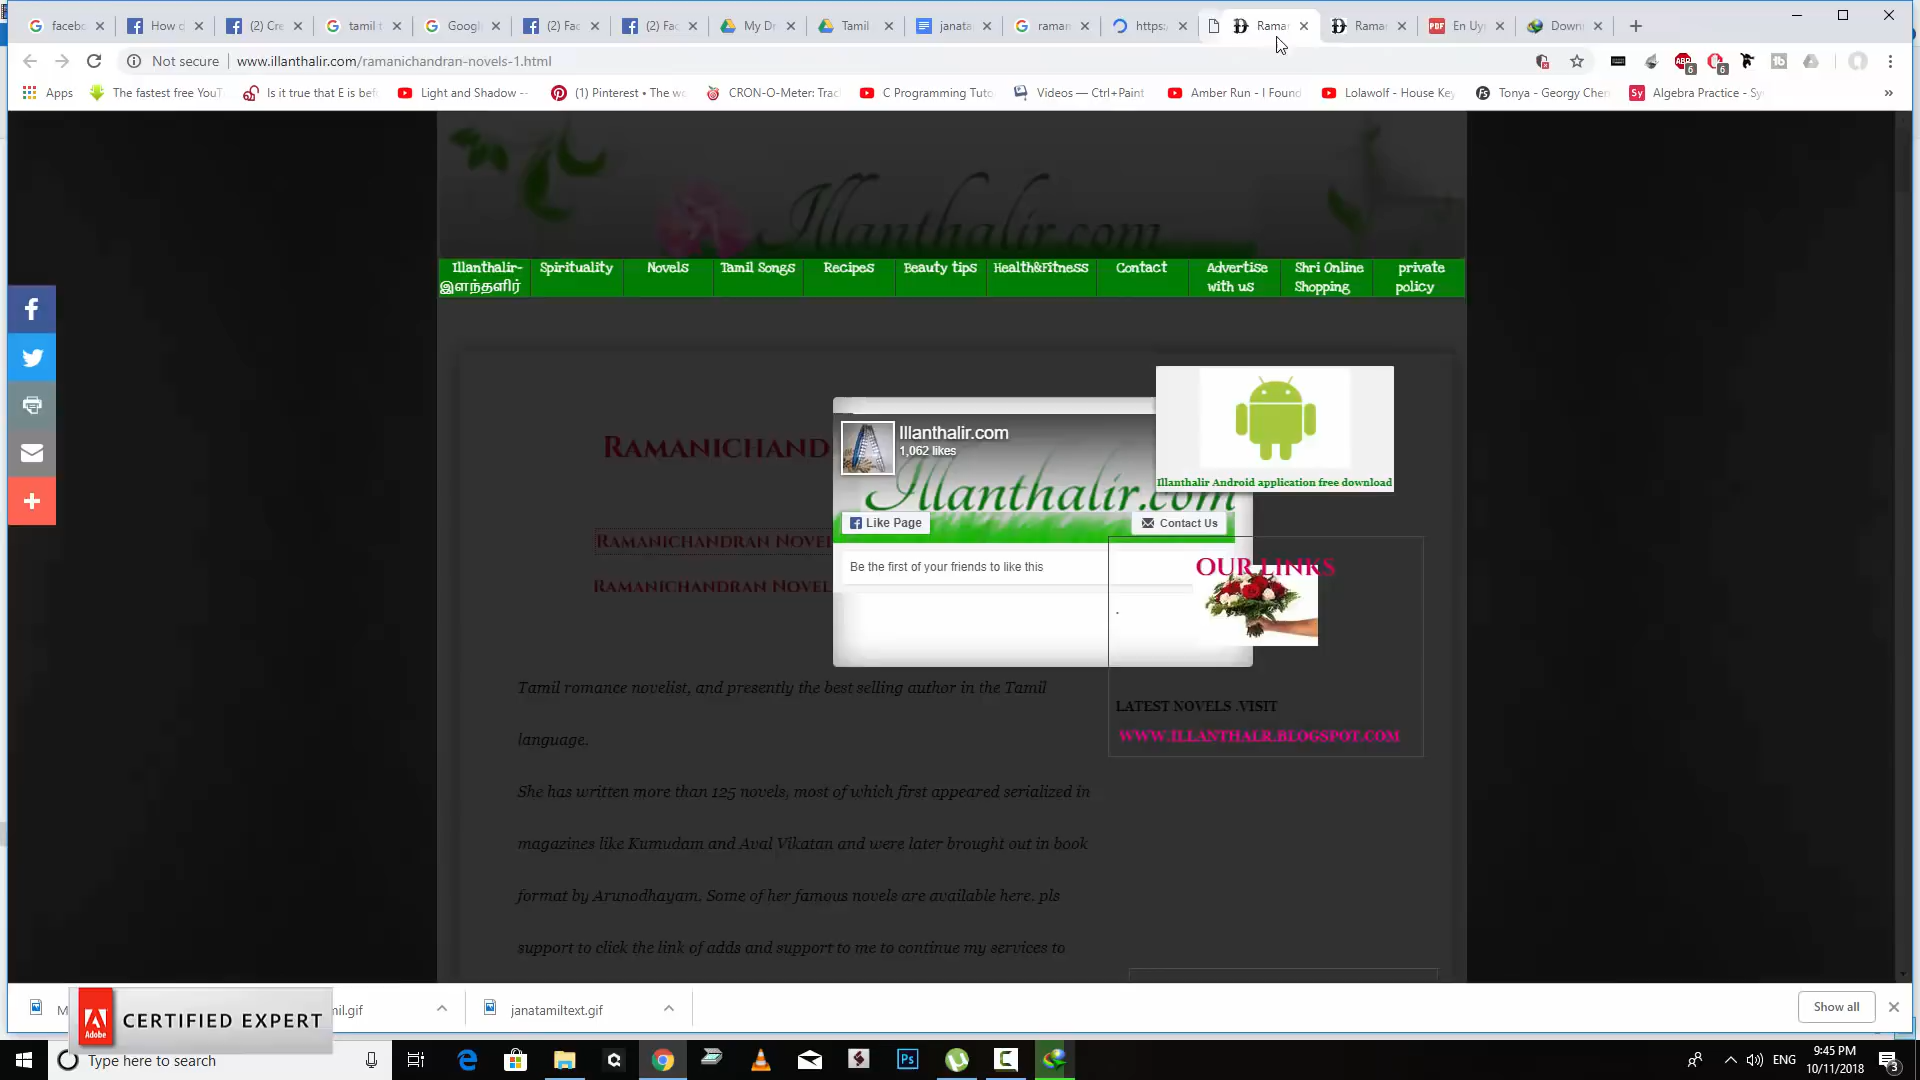 facebo
How c
(2) Cre
tamil t
Googl
(2) Fac
(2) Fac
My Dr
Tamil
janata
raman
https:
Rama
Rama
PDF
En Uy
Down
Not secure
www.illanthalir.com/ramanichandran-novels-1.html
Apps
The fastest free YouT
Is it true that E is bef
Light and Shadow --
(1) Pinterest • The wo
CRON-O-Meter: Trac
C Programming Tuto
Videos — Ctrl+Paint
Amber Run - I Found
Lolawolf - House Key
Tonya - Georgy Cher
Algebra Practice - Sy
Illanthalir.com
Illanthalir-
இளந்தளிர்
Spirituality
Novels
Tamil Songs
Recipes
Beauty tips
Health&Fitness
Contact
Advertise
with us
Shri Online
Shopping
private
policy
Illanthalir.com
1,062 likes
Illanthalir.com
Like Page
Contact Us
Be the first of your friends to like this
Illanthalir Android application free download
RAMANICHAND
RAMANICHANDRAN NOVEL
RAMANICHANDRAN NOVEL
OUR LINKS
.
LATEST NOVELS .VISIT
WWW.ILLANTHALR.BLOGSPOT.COM
Tamil romance novelist, and presently the best selling author in the Tamil
language.
She has written more than 125 novels, most of which first appeared serialized in
magazines like Kumudam and Aval Vikatan and were later brought out in book
format by Arunodhayam. Some of her famous novels are available here. pls
support to click the link of adds and support to me to continue my services to
janatamiltext.gif
Show all
Adobe
CERTIFIED EXPERT
Type here to search
Ps
ENG
9:45 PM
10/11/2018
3